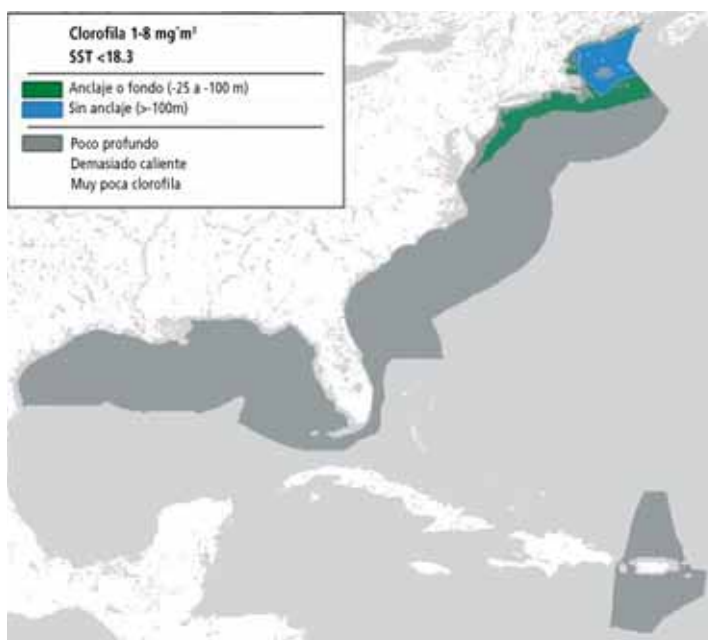 Clorofila 1-8 mg˜m³
SST <18.3
Anclaje o fondo (-25 a -100 m)
Sin anclaje (>-100m)
Poco profundo
Demasiado caliente
Muy poca clorofila